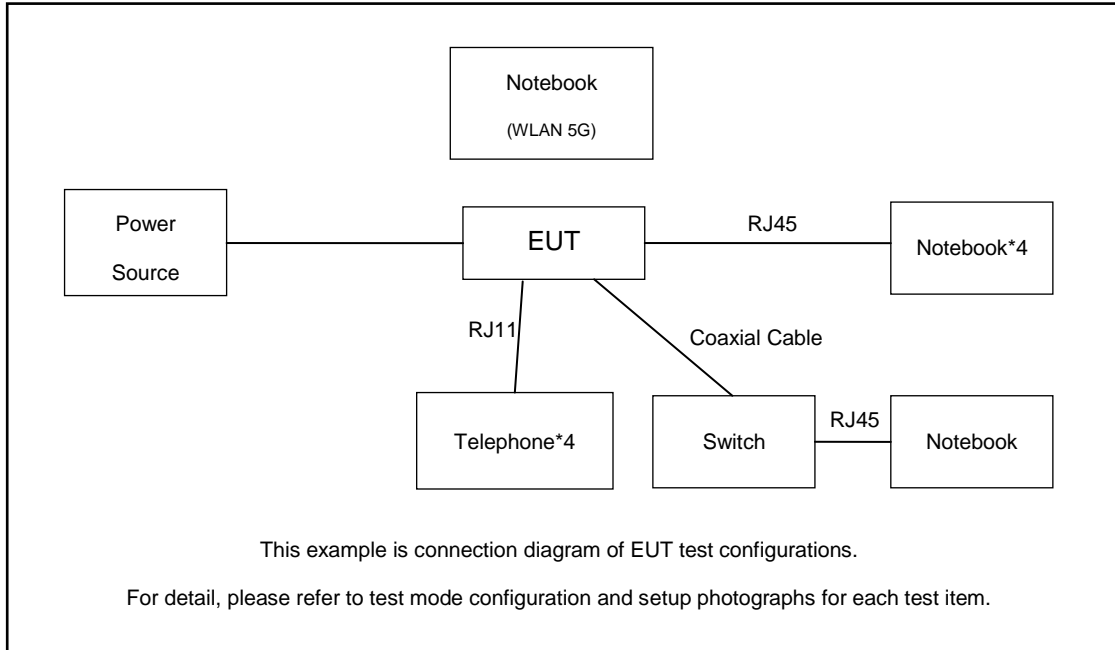 Notebook
(WLAN 5G)
Power
Source
EUT
RJ45
Notebook*4
RJ11
Coaxial Cable
Telephone*4
Switch
RJ45
Notebook
This example is connection diagram of EUT test configurations.
For detail, please refer to test mode configuration and setup photographs for each test item.